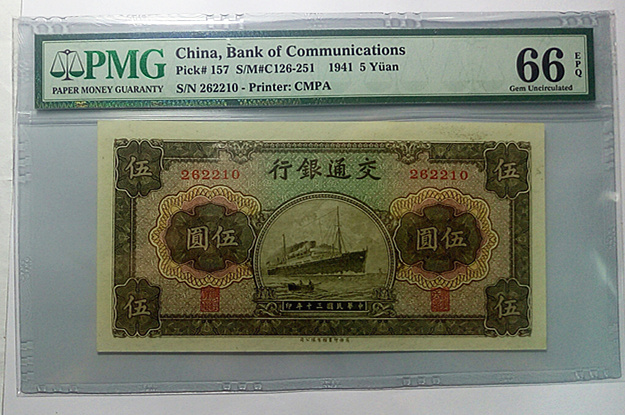 PMG
PAPER MONEY GUARANTY
China, Bank of Communications
Pick# 157 S/M#C126-251 1941 5 Yüan
S/N 262210 - Printer: CMPA
66 EPQ
Gem Uncirculated
伍 伍
262210 行銀通交 262210
圓伍 圓伍
伍 伍
印年十三國民華中